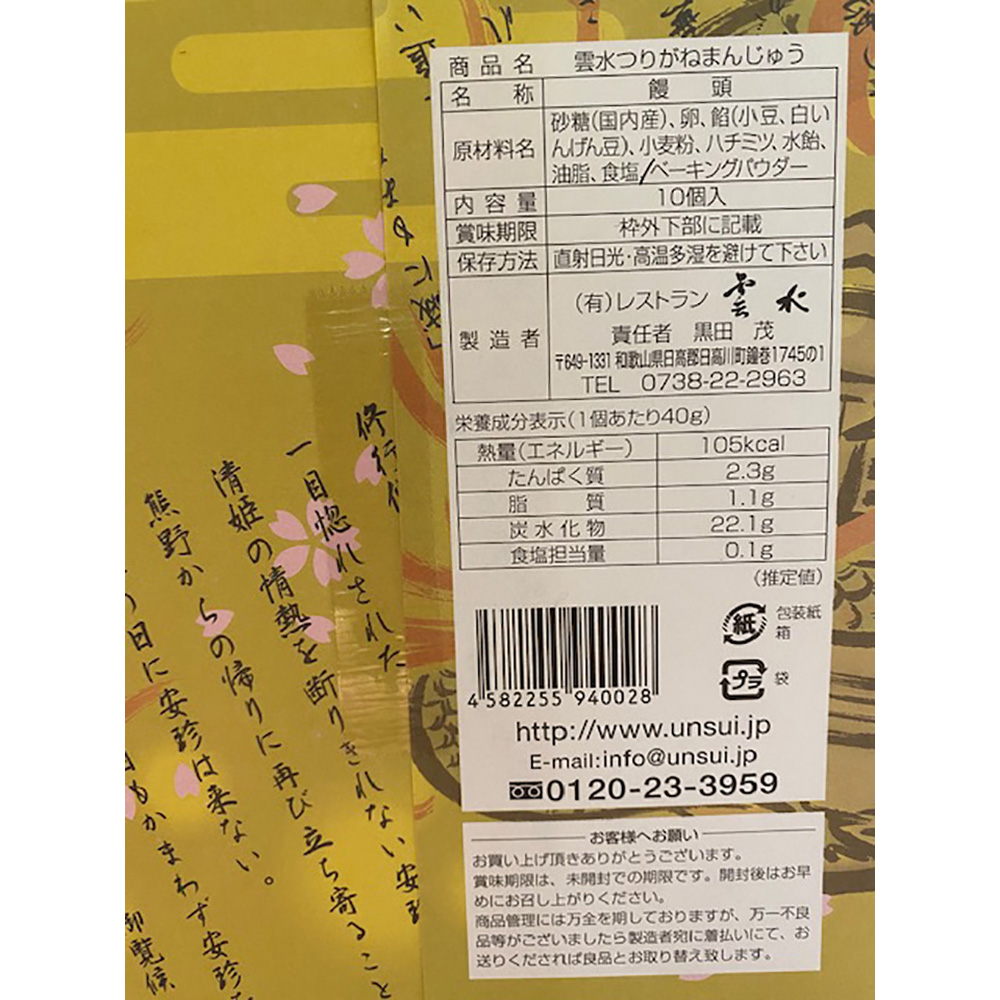 商品名 雲水つりがねまんじゅう
名称 饅頭
原材料名 砂糖(国内産)、卵、餡(小豆、白い
んげん豆)、小麦粉、ハチミツ、水飴、
油脂、食塩/ベーキングパウダー
内容量 10個入
賞味期限 枠外下部に記載
保存方法 直射日光・高温多湿を避けて下さい
製造者 (有)レストラン 雲水
責任者 黒田 茂
〒649-1331 和歌山県日高郡日高川町鐘巻1745の1
TEL 0738-22-2963
栄養成分表示(1個あたり40g)
熱量(エネルギー) 105kcal
たんぱく質 2.3g
脂質 1.1g
炭水化物 22.1g
食塩担当量 0.1g
(推定値)
紙 包装紙
箱
プラ 袋
4 582255 940028
http://www.unsui.jp
E-mail:info@unsui.jp
0120-23-3959
お客様へお願い
お買い上げ頂きありがとうございます。
賞味期限は、未開封での期限です。開封後はお早
めにお召し上がりください。
商品管理には万全を期しておりますが、万一不良
品等がございましたら製造者宛に着払いにて、お
送りくだされば良品とお取り替え致します。
修行
一目惚れされた
清姫の情熱を断りきれない安珍
熊野からの帰りに再び立ち寄ること
日に安珍は来ない。
もかまわず安珍
御覧候